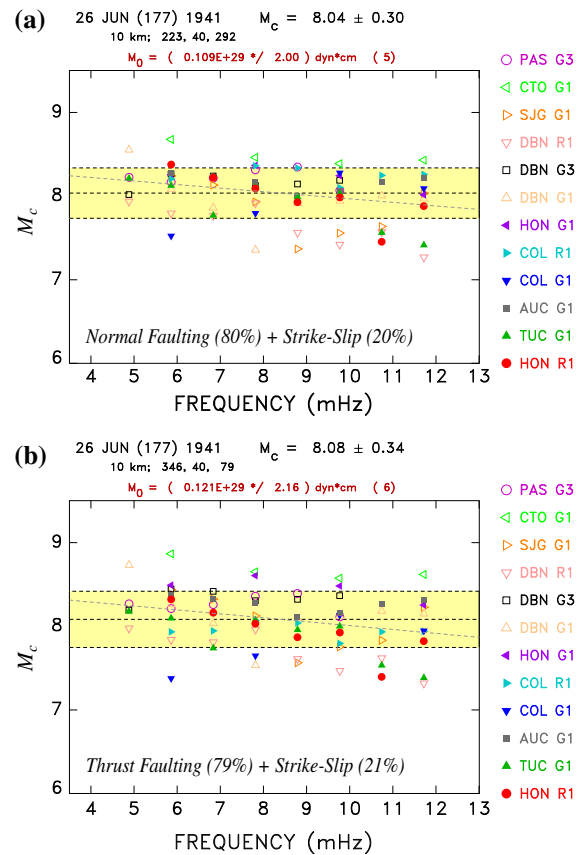 (a)
26 JUN (177) 1941 Mc = 8.04 ± 0.30
10 km; 223, 40, 292
M0 = ( 0.109E+29 */ 2.00 ) dyn*cm ( 5)
9
8
7
6
Mc
Normal Faulting (80%) + Strike-Slip (20%)
4 5 6 7 8 9 10 11 12 13
FREQUENCY (mHz)
PAS G3
CTO G1
SJG G1
DBN R1
DBN G3
DBN G1
HON G1
COL R1
COL G1
AUC G1
TUC G1
HON R1
(b)
26 JUN (177) 1941 Mc = 8.08 ± 0.34
10 km; 346, 40, 79
M0 = ( 0.121E+29 */ 2.16 ) dyn*cm ( 6)
9
8
7
6
Mc
Thrust Faulting (79%) + Strike-Slip (21%)
4 5 6 7 8 9 10 11 12 13
FREQUENCY (mHz)
PAS G3
CTO G1
SJG G1
DBN R1
DBN G3
DBN G1
HON G1
COL R1
COL G1
AUC G1
TUC G1
HON R1